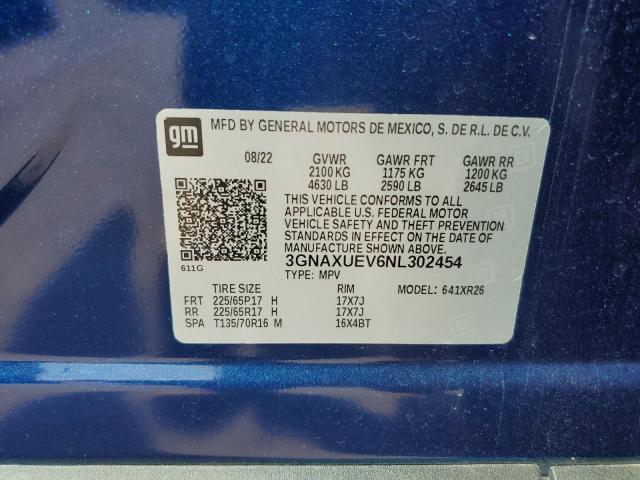 gm MFD BY GENERAL MOTORS DE MEXICO, S. DE R.L. DE C.V.
08/22 GVWR GAWR FRT GAWR RR
2100 KG 1175 KG 1200 KG
4630 LB 2590 LB 2645 LB
THIS VEHICLE CONFORMS TO ALL
APPLICABLE U.S. FEDERAL MOTOR
VEHICLE SAFETY AND THEFT PREVENTION
STANDARDS IN EFFECT ON THE DATE OF
MANUFACTURE SHOWN ABOVE.
3GNAXUEV6NL302454
611G
TYPE: MPV MODEL: 641XR26
TIRE SIZE RIM
FRT 225/65R17 H 17X7J
RR 225/65R17 H 17X7J
SPA T135/70R16 M 16X4BT